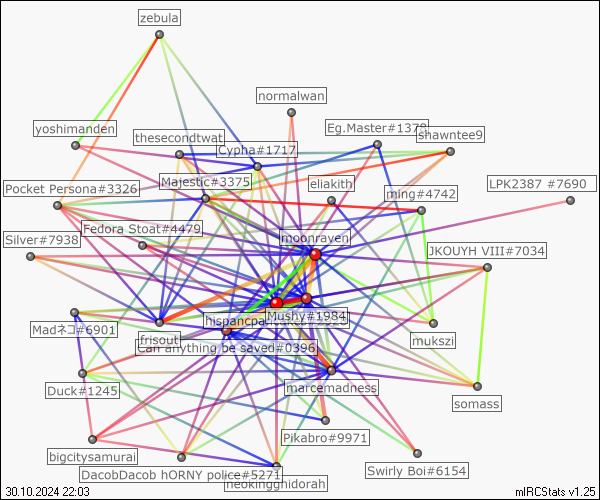 zebula
normalwan
yoshimanden
thesecondtwat
Eg.Master#1378
shawntee9
Cypha#1717
Pocket Persona#3326
Majestic#3375
eliakith
ming#4742
LPK2387 #7690
Fedora Stoat#4479
Silver#7938
moonraven
JKOUYH VIII#7034
Mushy#1984
Madネコ#6901
frisout
Can anything be saved#0396
mukszi
Duck#1245
marcemadness
somass
Pikabro#9971
bigcitysamurai
DacobDacob hORNY police#5271
Swirly Boi#6154
neokingghidorah
30.10.2024 22:03
mIRCStats v1.25